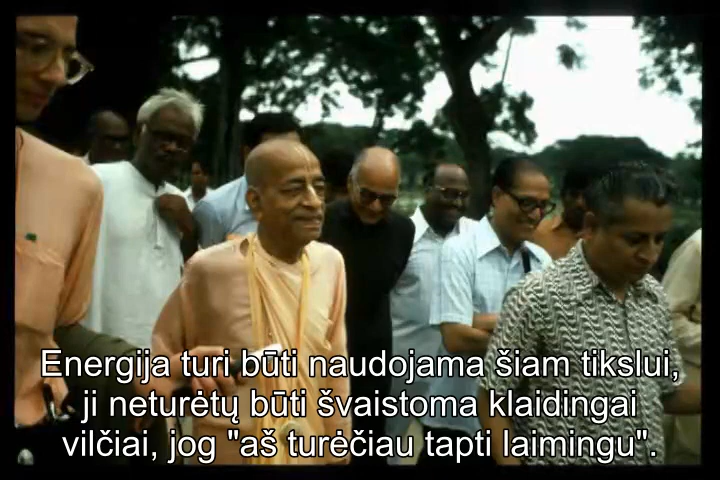 Energija turi būti naudojama šiam tikslui,
ji neturėtų būti švaistoma klaidingai
vilčiai, jog "aš turėčiau tapti laimingu".